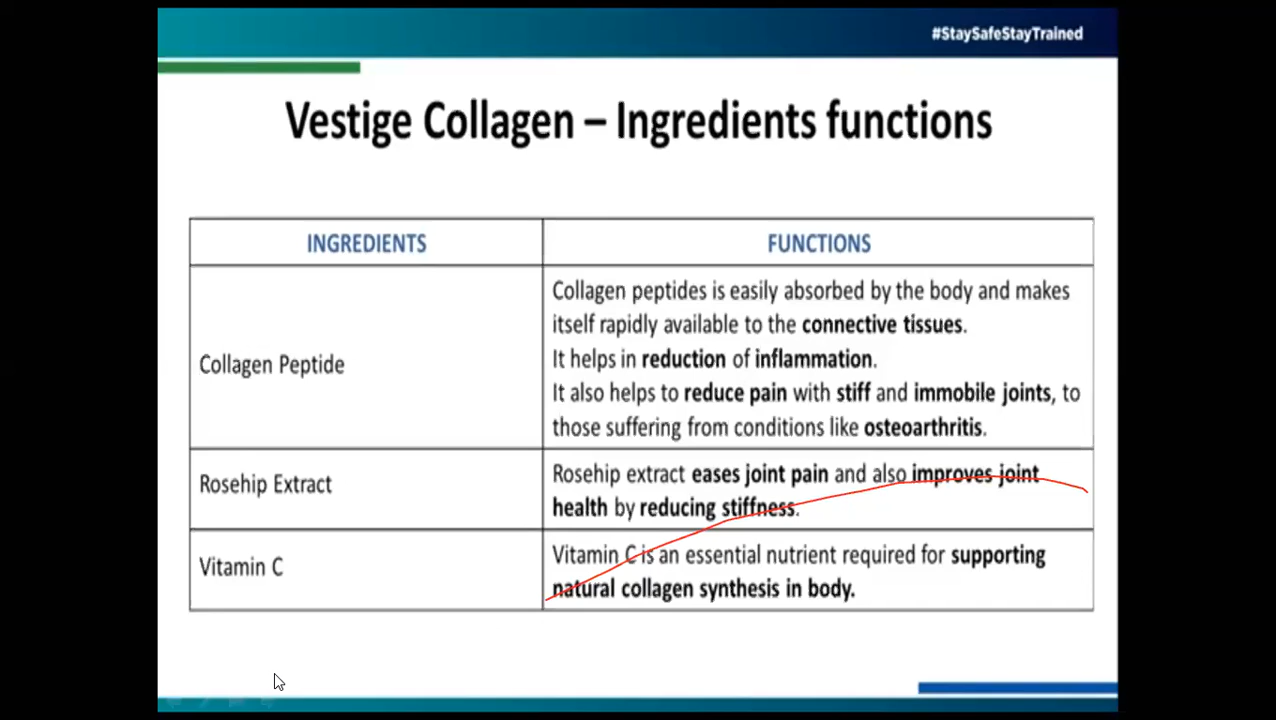 #StaySafeStayTrained
Vestige Collagen – Ingredients functions
INGREDIENTS
FUNCTIONS
Collagen Peptide
Collagen peptides is easily absorbed by the body and makes
itself rapidly available to the connective tissues.
It helps in reduction of inflammation.
It also helps to reduce pain with stiff and immobile joints, to
those suffering from conditions like osteoarthritis.
Rosehip Extract
Rosehip extract eases joint pain and also improves joint
health by reducing stiffness.
Vitamin C
Vitamin C is an essential nutrient required for supporting
natural collagen synthesis in body.